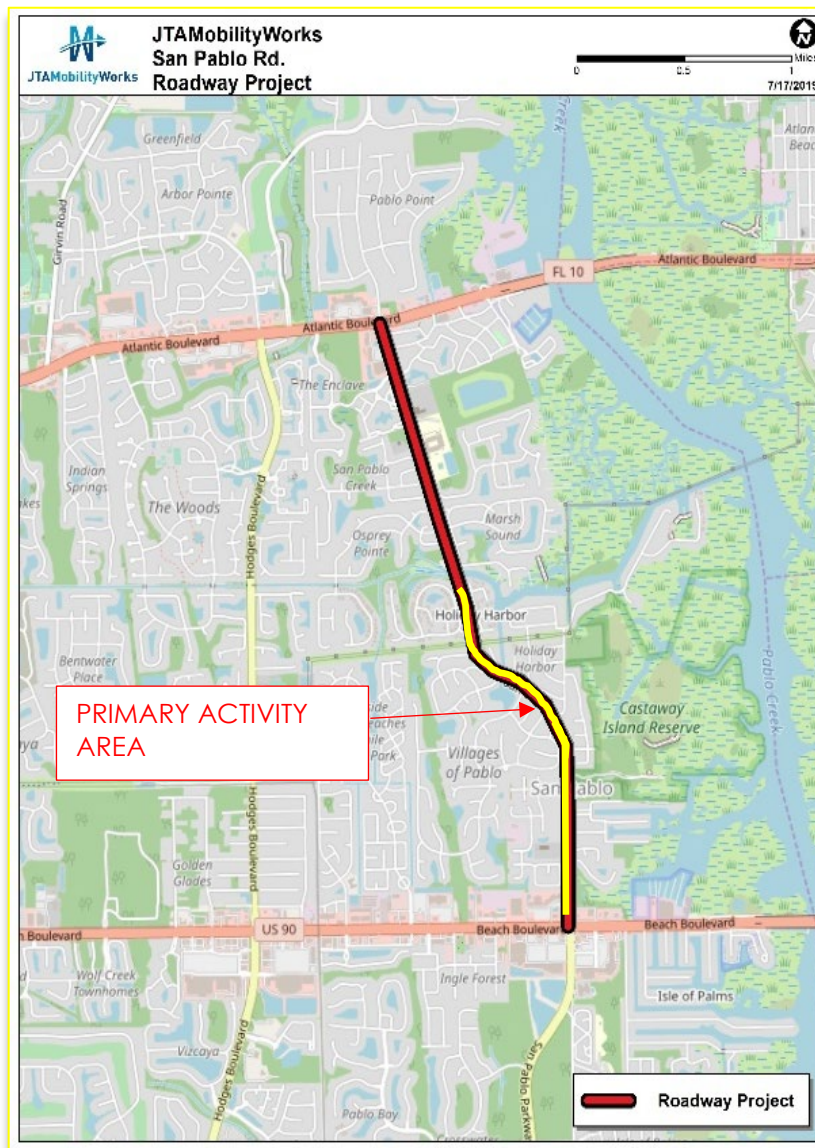 JTAMobilityWorks
JTAMobilityWorks
San Pablo Rd.
Roadway Project
N
0
0.5
1
Miles
7/17/2019
Greenfield
Arbor Pointe
Pablo Point
Girvin Road
Creek
FL 10
Atlantic Boulevard
Atlantic Boulevard
Atlantic Boulevard
The Enclave
San Pablo
Creek
Indian
Springs
The Woods
Hodges Boulevard
Osprey
Pointe
Marsh
Sound
Holiday Harbor
Holiday
Harbor
Bentwater
Place
Pablo Creek
PRIMARY ACTIVITY
AREA
Castaway
Island Reserve
Villages
of Pablo
San Pablo
Hodges Boulevard
Golden
Glades
Boulevard
US 90
Beach Boulevard
Beach Boulevard
Wolf Creek
Townhomes
Ingle Forest
Isle of Palms
Vizcaya
Hodges Boulevard
San Pablo Parkway
Pablo Bay
Roadway Project